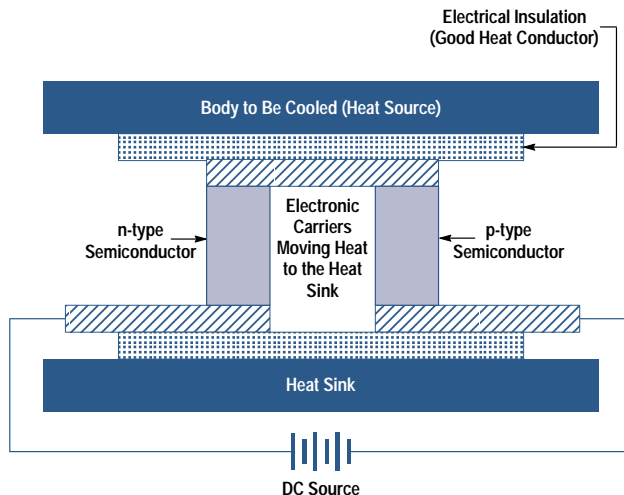 Electrical Insulation
(Good Heat Conductor)
Body to Be Cooled (Heat Source)
n-type
Semiconductor
Electronic
Carriers
Moving Heat
to the Heat
Sink
p-type
Semiconductor
Heat Sink
DC Source